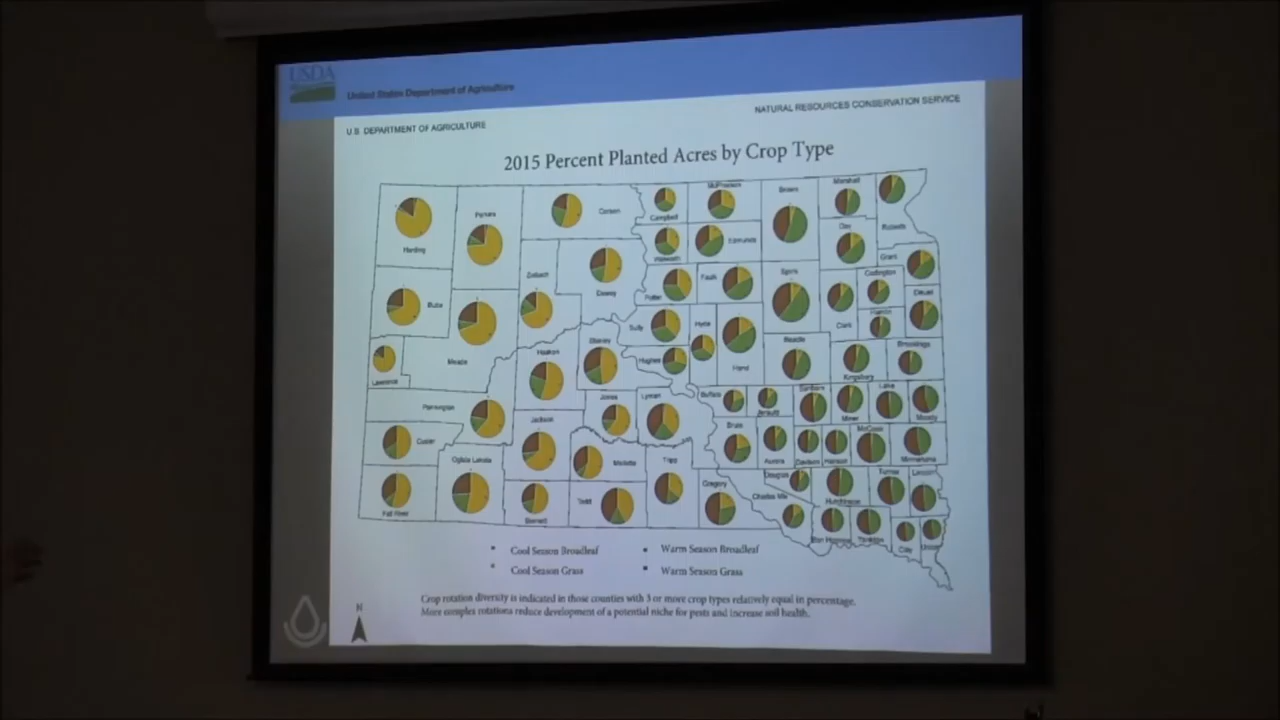 USDA
United States Department of Agriculture
U.S. DEPARTMENT OF AGRICULTURE
NATURAL RESOURCES CONSERVATION SERVICE
2015 Percent Planted Acres by Crop Type
Harding
Perkins
Corson
Campbell
McPherson
Brown
Marshall
Roberts
Day
Walworth
Edmunds
Grant
Ziebach
Dewey
Potter
Faulk
Spink
Codington
Butte
Clark
Hamlin
Deuel
Sully
Hyde
Stanley
Hughes
Hand
Beadle
Brookings
Kingsbury
Lawrence
Meade
Haakon
Pennington
Jones
Lyman
Buffalo
Jerauld
Sanborn
Miner
Lake
Moody
Jackson
Brule
Aurora
Davison
Hanson
McCook
Minnehaha
Custer
Oglala Lakota
Mellette
Tripp
Gregory
Douglas
Charles Mix
Hutchinson
Turner
Lincoln
Fall River
Bennett
Todd
Bon Homme
Yankton
Clay
Union
Cool Season Broadleaf
Warm Season Broadleaf
Cool Season Grass
Warm Season Grass
N
Crop rotation diversity is indicated in those counties with 3 or more crop types relatively equal in percentage.
More complex rotations reduce development of a potential niche for pests and increase soil health.